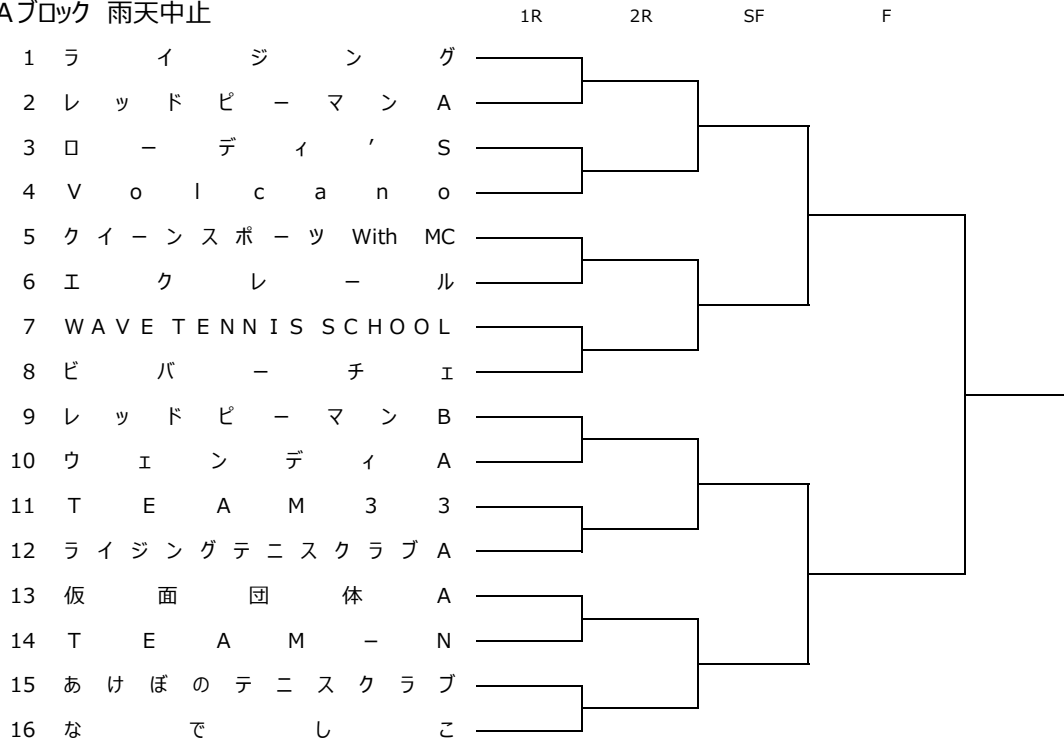 Aブロック 雨天中止
1R 2R SF F
1 ライジング
2 レッドピーマンA
3 ローディ’S
4 Volcano
5 クイーンスポーツ With MC
6 エクレール
7 WAVE TENNIS SCHOOL
8 ビバーチェ
9 レッドピーマンB
10 ウェンディA
11 TEAM33
12 ライジングテニスクラブA
13 仮面団体A
14 TEAM－N
15 あけぼのテニスクラブ
16 なでしこ